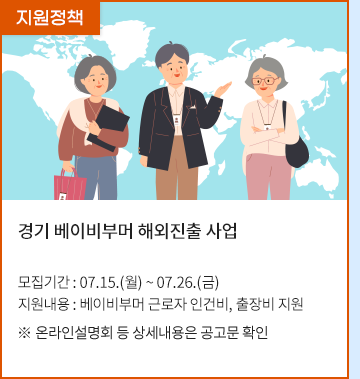 지원정책
경기 베이비부머 해외진출 사업
모집기간 : 07.15.(월) ~ 07.26.(금)
지원내용 : 베이비부머 근로자 인건비, 출장비 지원
※ 온라인설명회 등 상세내용은 공고문 확인